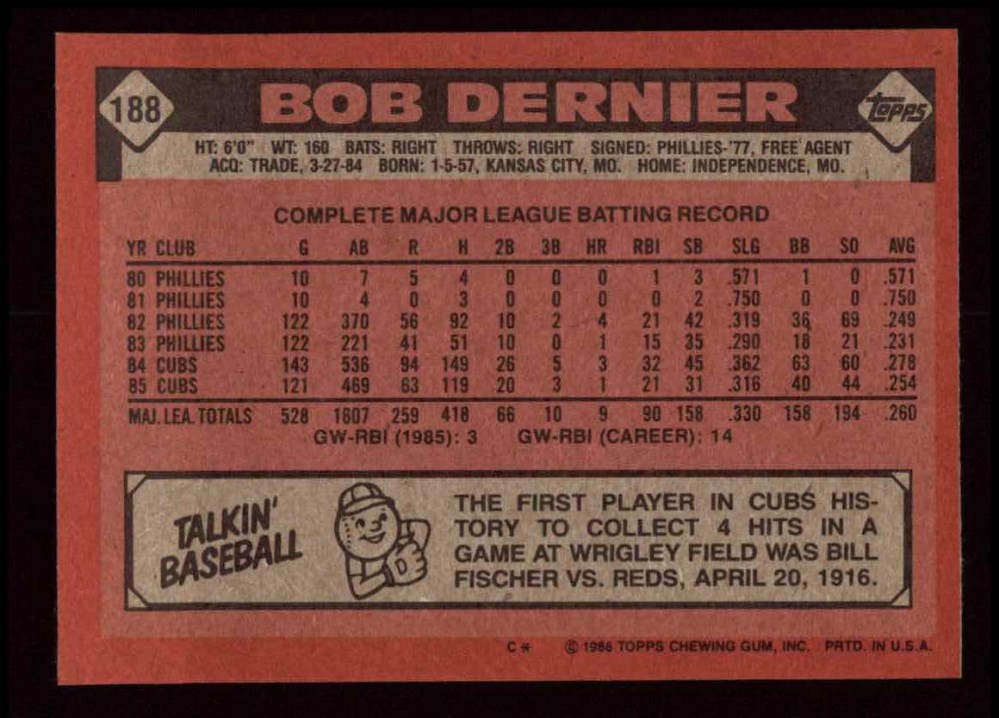 188 BOB DERNIER topps
HT: 6'0" WT: 160 BATS: RIGHT THROWS: RIGHT SIGNED: PHILLIES-'77, FREE AGENT
ACQ: TRADE, 3-27-84 BORN: 1-5-57, KANSAS CITY, MO. HOME: INDEPENDENCE, MO.
COMPLETE MAJOR LEAGUE BATTING RECORD
YR CLUB G AB R H 2B 3B HR RBI SB SLG BB SO AVG
80 PHILLIES 10 7 5 4 0 0 0 1 3 .571 1 0 .571
81 PHILLIES 10 4 0 3 0 0 0 0 2 .750 0 0 .750
82 PHILLIES 122 370 56 92 10 2 4 21 42 .319 36 69 .249
83 PHILLIES 122 221 41 51 10 0 1 15 35 .290 18 21 .231
84 CUBS 143 536 94 149 26 5 3 32 45 .362 63 60 .278
85 CUBS 121 469 63 119 20 3 1 21 31 .316 40 44 .254
MAJ. LEA. TOTALS 528 1607 259 418 66 10 9 90 158 .330 158 194 .260
GW-RBI (1985): 3 GW-RBI (CAREER): 14
TALKIN'
BASEBALL
THE FIRST PLAYER IN CUBS HIS-
TORY TO COLLECT 4 HITS IN A
GAME AT WRIGLEY FIELD WAS BILL
FISCHER VS. REDS, APRIL 20, 1916.
D
C* © 1986 TOPPS CHEWING GUM, INC. PRTD. IN U.S.A.